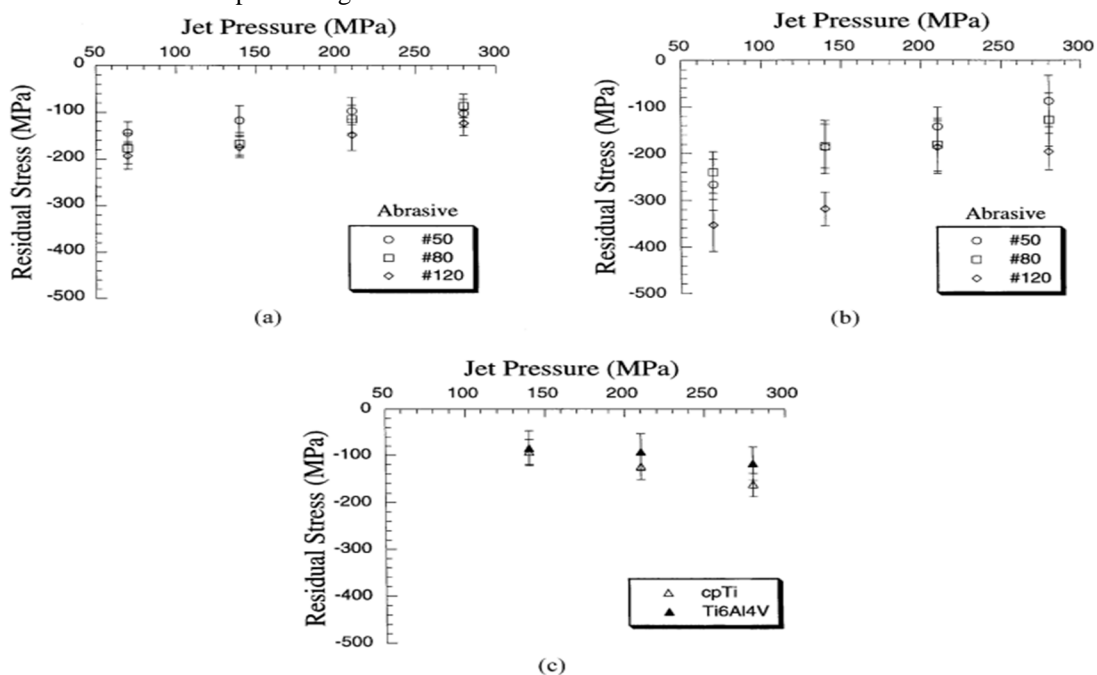 Jet Pressure (MPa)
50 100 150 200 250 300
0
-100
-200
-300
-400
-500
Residual Stress (MPa)
Abrasive
#50
#80
#120
(a)
Jet Pressure (MPa)
50 100 150 200 250 300
0
-100
-200
-300
-400
-500
Residual Stress (MPa)
Abrasive
#50
#80
#120
(b)
Jet Pressure (MPa)
50 100 150 200 250 300
0
-100
-200
-300
-400
-500
Residual Stress (MPa)
cpTi
Ti6Al4V
(c)